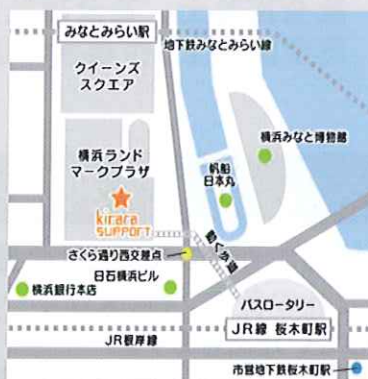 みなとみらい駅
地下鉄みなとみらい線
クイーンズ
スクエア
横浜みなと博物館
横浜ランド
マークプラザ
帆船
日本丸
kirara
SUPPORT
動く歩道
さくら通り西交差点
日石横浜ビル
横浜銀行本店
バスロータリー
JR線 桜木町駅
JR根岸線
市営地下鉄桜木町駅